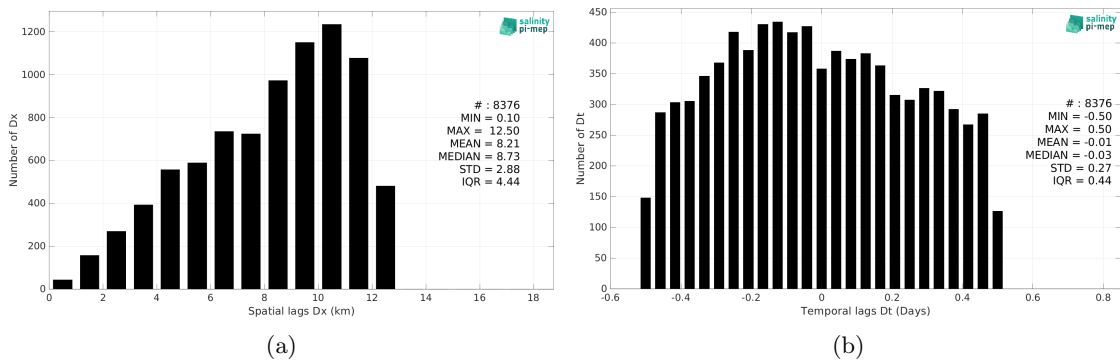 salinity
pi-mep
1200
1000
800
600
400
200
0
Number of Dx
# : 8376
MIN = 0.10
MAX = 12.50
MEAN = 8.21
MEDIAN = 8.73
STD = 2.88
IQR = 4.44
0 2 4 6 8 10 12 14 16 18
Spatial lags Dx (km)
(a)
salinity
pi-mep
450
400
350
300
250
200
150
100
50
0
Number of Dt
# : 8376
MIN = -0.50
MAX = 0.50
MEAN = -0.01
MEDIAN = -0.03
STD = 0.27
IQR = 0.44
-0.6 -0.4 -0.2 0 0.2 0.4 0.6 0.8
Temporal lags Dt (Days)
(b)